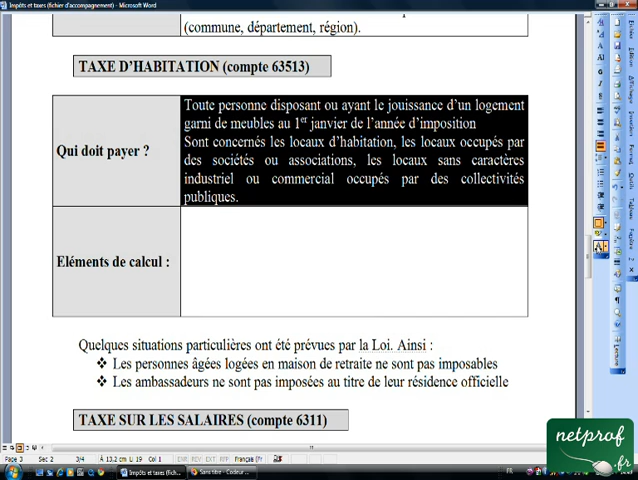 Impôts et taxes (fichier d'accompagnement) - Microsoft Word
(commune, département, région).
TAXE D'HABITATION (compte 63513)
Qui doit payer ?
Toute personne disposant ou ayant le jouissance d'un logement
garni de meubles au 1er janvier de l'année d'imposition
Sont concernés les locaux d'habitation, les locaux occupés par
des sociétés ou associations, les locaux sans caractères
industriel ou commercial occupés par des collectivités
publiques.
Eléments de calcul :
Quelques situations particulières ont été prévues par la Loi. Ainsi :
❖ Les personnes âgées logées en maison de retraite ne sont pas imposables
❖ Les ambassadeurs ne sont pas imposées au titre de leur résidence officielle
TAXE SUR LES SALAIRES (compte 6311)
netprof
.fr
Page 3 Sec 2 3/4 À 13,2 cm Li 19 Col 1 ENR REV EXT RFP Français (Fr
Impôts et taxes (fich... Sans titre - Codeur ... FR